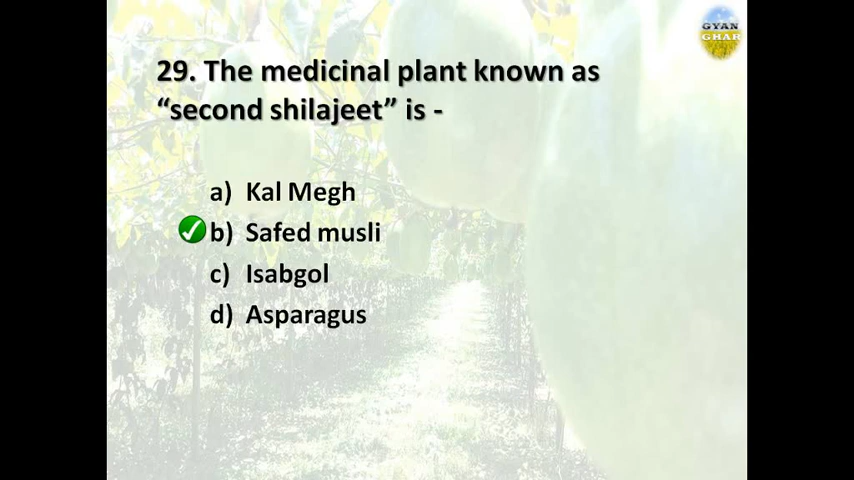 GYAN
GHAR
29. The medicinal plant known as
“second shilajeet” is -
a) Kal Megh
b) Safed musli
c) Isabgol
d) Asparagus